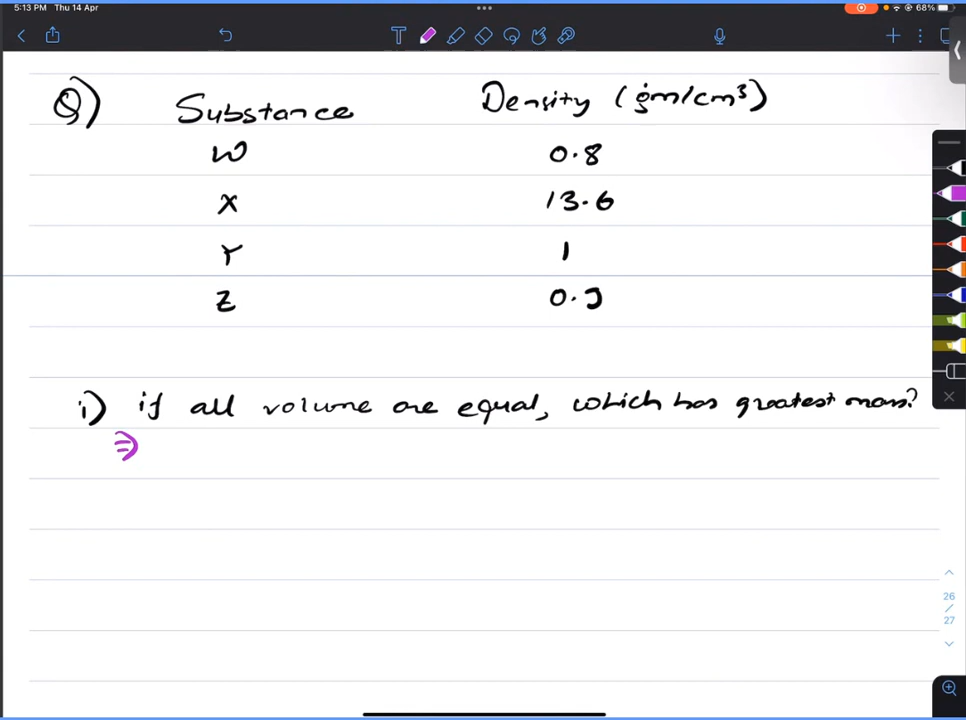 5:13 PM Thu 14 Apr 68%
Q) Substance Density (gm/cm³)
W 0.8
X 13.6
Y 1
Z 0.9
i) if all volume are equal, which has greatest mass?
⇒
26
/
27